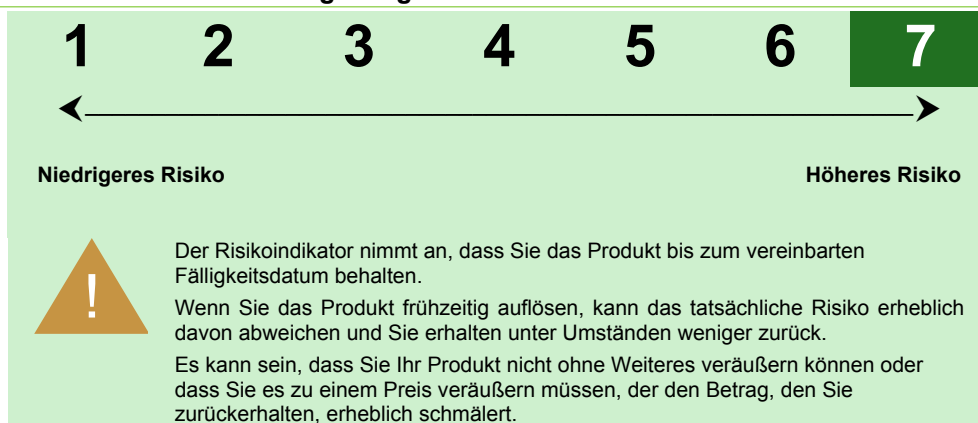 1 2 3 4 5 6 7
Niedrigeres Risiko Höheres Risiko
!
Der Risikoindikator nimmt an, dass Sie das Produkt bis zum vereinbarten
Fälligkeitsdatum behalten.
Wenn Sie das Produkt frühzeitig auflösen, kann das tatsächliche Risiko erheblich
davon abweichen und Sie erhalten unter Umständen weniger zurück.
Es kann sein, dass Sie Ihr Produkt nicht ohne Weiteres veräußern können oder
dass Sie es zu einem Preis veräußern müssen, der den Betrag, den Sie
zurückerhalten, erheblich schmälert.